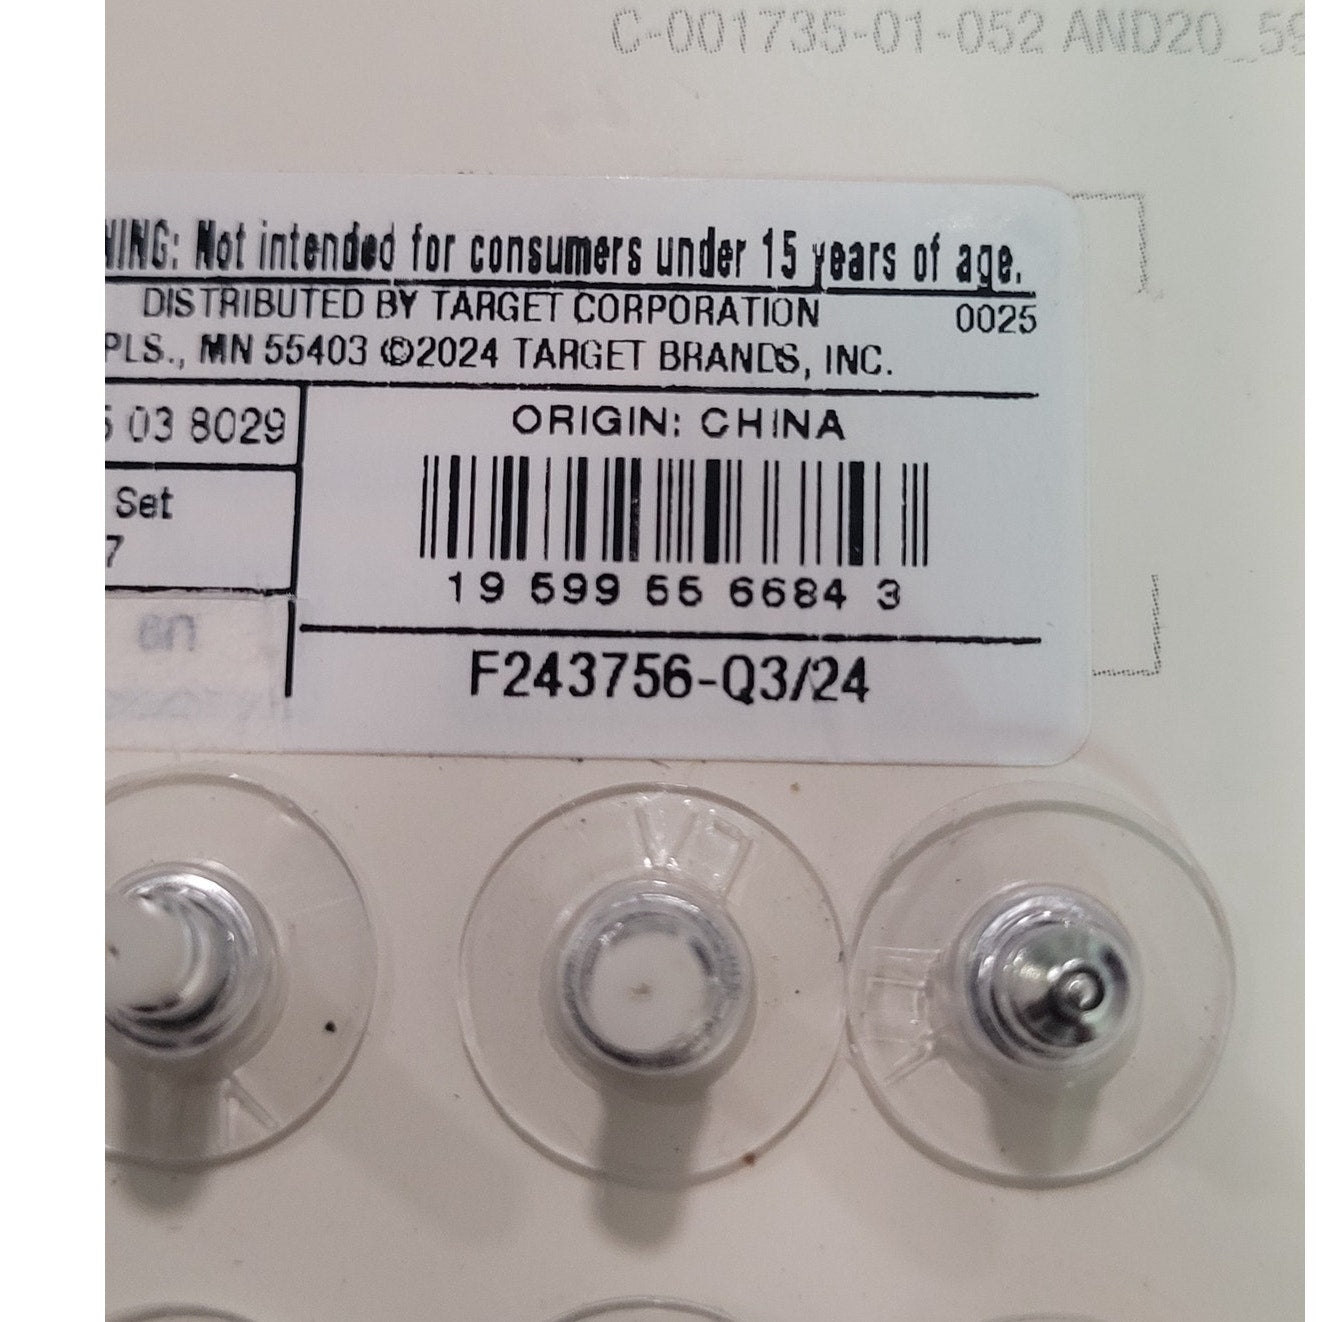 C-001735-01-052 AND20_59
NING: Not intended for consumers under 15 years of age.
DISTRIBUTED BY TARGET CORPORATION 0025
PLS., MN 55403 ©2024 TARGET BRANDS, INC.
5 03 8029
ORIGIN: CHINA
Set
7
19 599 55 6684 3
en
F243756-Q3/24